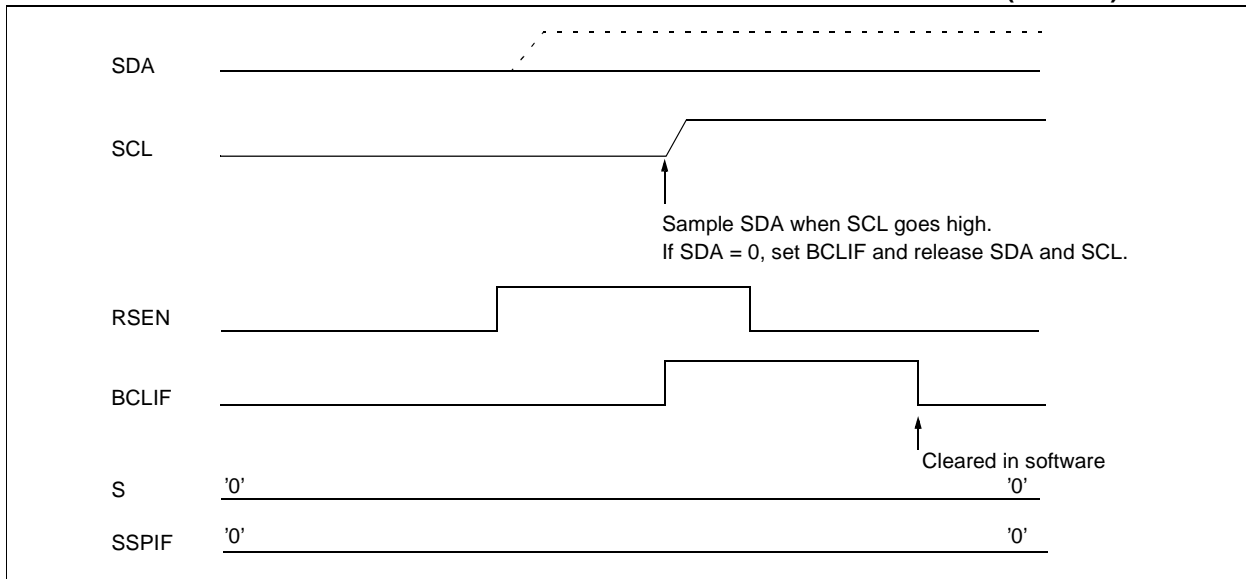 SDA
SCL
Sample SDA when SCL goes high.
If SDA = 0, set BCLIF and release SDA and SCL.
RSEN
BCLIF
Cleared in software
S '0' '0'
SSPIF '0' '0'